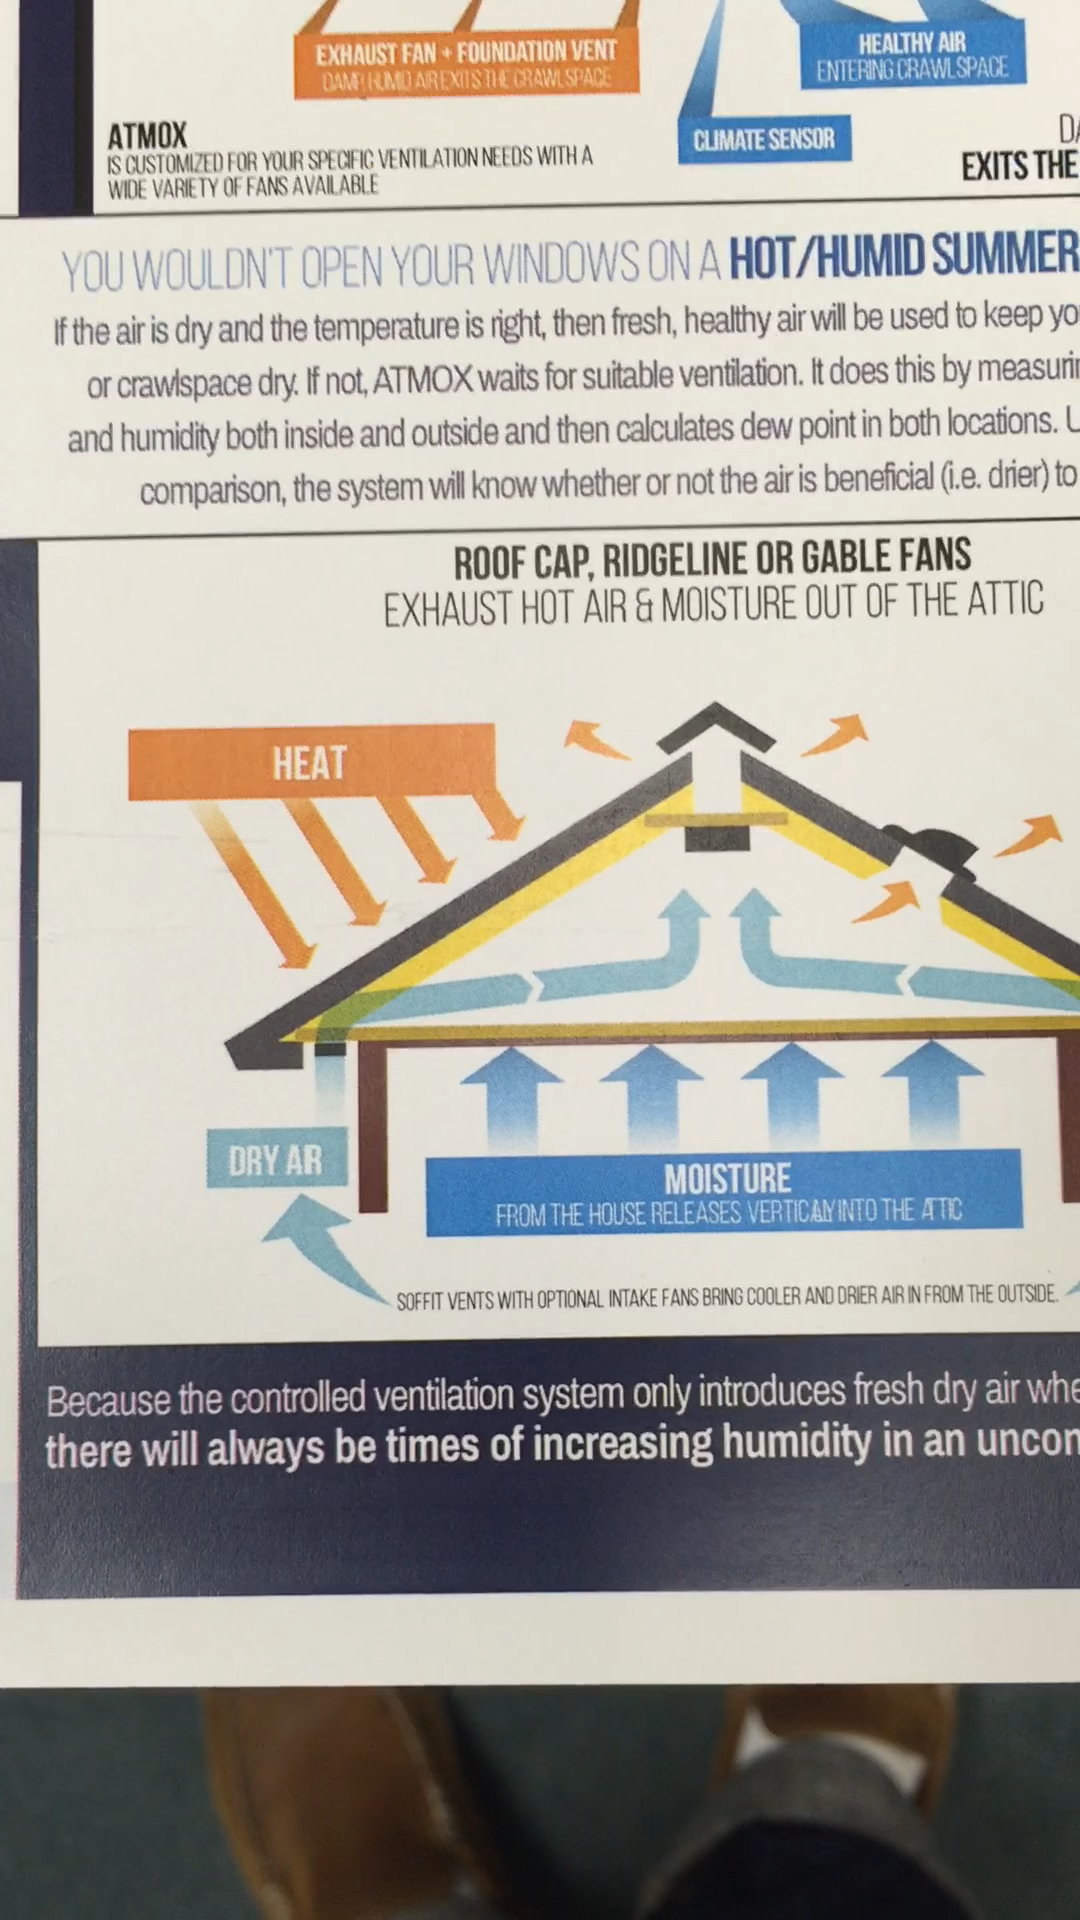 EXHAUST FAN + FOUNDATION VENT
DAMP, HUMID AIR EXITS THE CRAWLSPACE
HEALTHY AIR
ENTERING CRAWLSPACE
CLIMATE SENSOR
ATMOX
IS CUSTOMIZED FOR YOUR SPECIFIC VENTILATION NEEDS WITH A
WIDE VARIETY OF FANS AVAILABLE
EXITS THE
YOU WOULDN'T OPEN YOUR WINDOWS ON A HOT/HUMID SUMMER
If the air is dry and the temperature is right, then fresh, healthy air will be used to keep yo
or crawlspace dry. If not, ATMOX waits for suitable ventilation. It does this by measuri
and humidity both inside and outside and then calculates dew point in both locations. U
comparison, the system will know whether or not the air is beneficial (i.e. drier) to
ROOF CAP, RIDGELINE OR GABLE FANS
EXHAUST HOT AIR & MOISTURE OUT OF THE ATTIC
HEAT
DRY AR
MOISTURE
FROM THE HOUSE RELEASES VERTICALLY INTO THE ATTIC
SOFFIT VENTS WITH OPTIONAL INTAKE FANS BRING COOLER AND DRIER AIR IN FROM THE OUTSIDE.
Because the controlled ventilation system only introduces fresh dry air whe
there will always be times of increasing humidity in an uncon